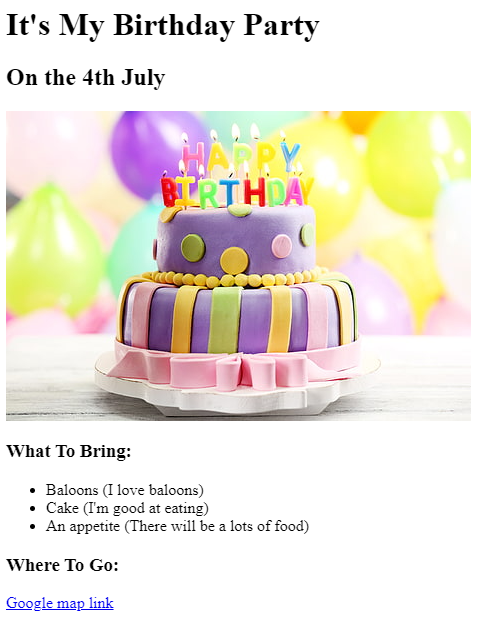 It's My Birthday Party
On the 4th July
HAPPY
BIRTHDAY
What To Bring:
Baloons (I love baloons)
Cake (I'm good at eating)
An appetite (There will be a lots of food)
Where To Go:
Google map link